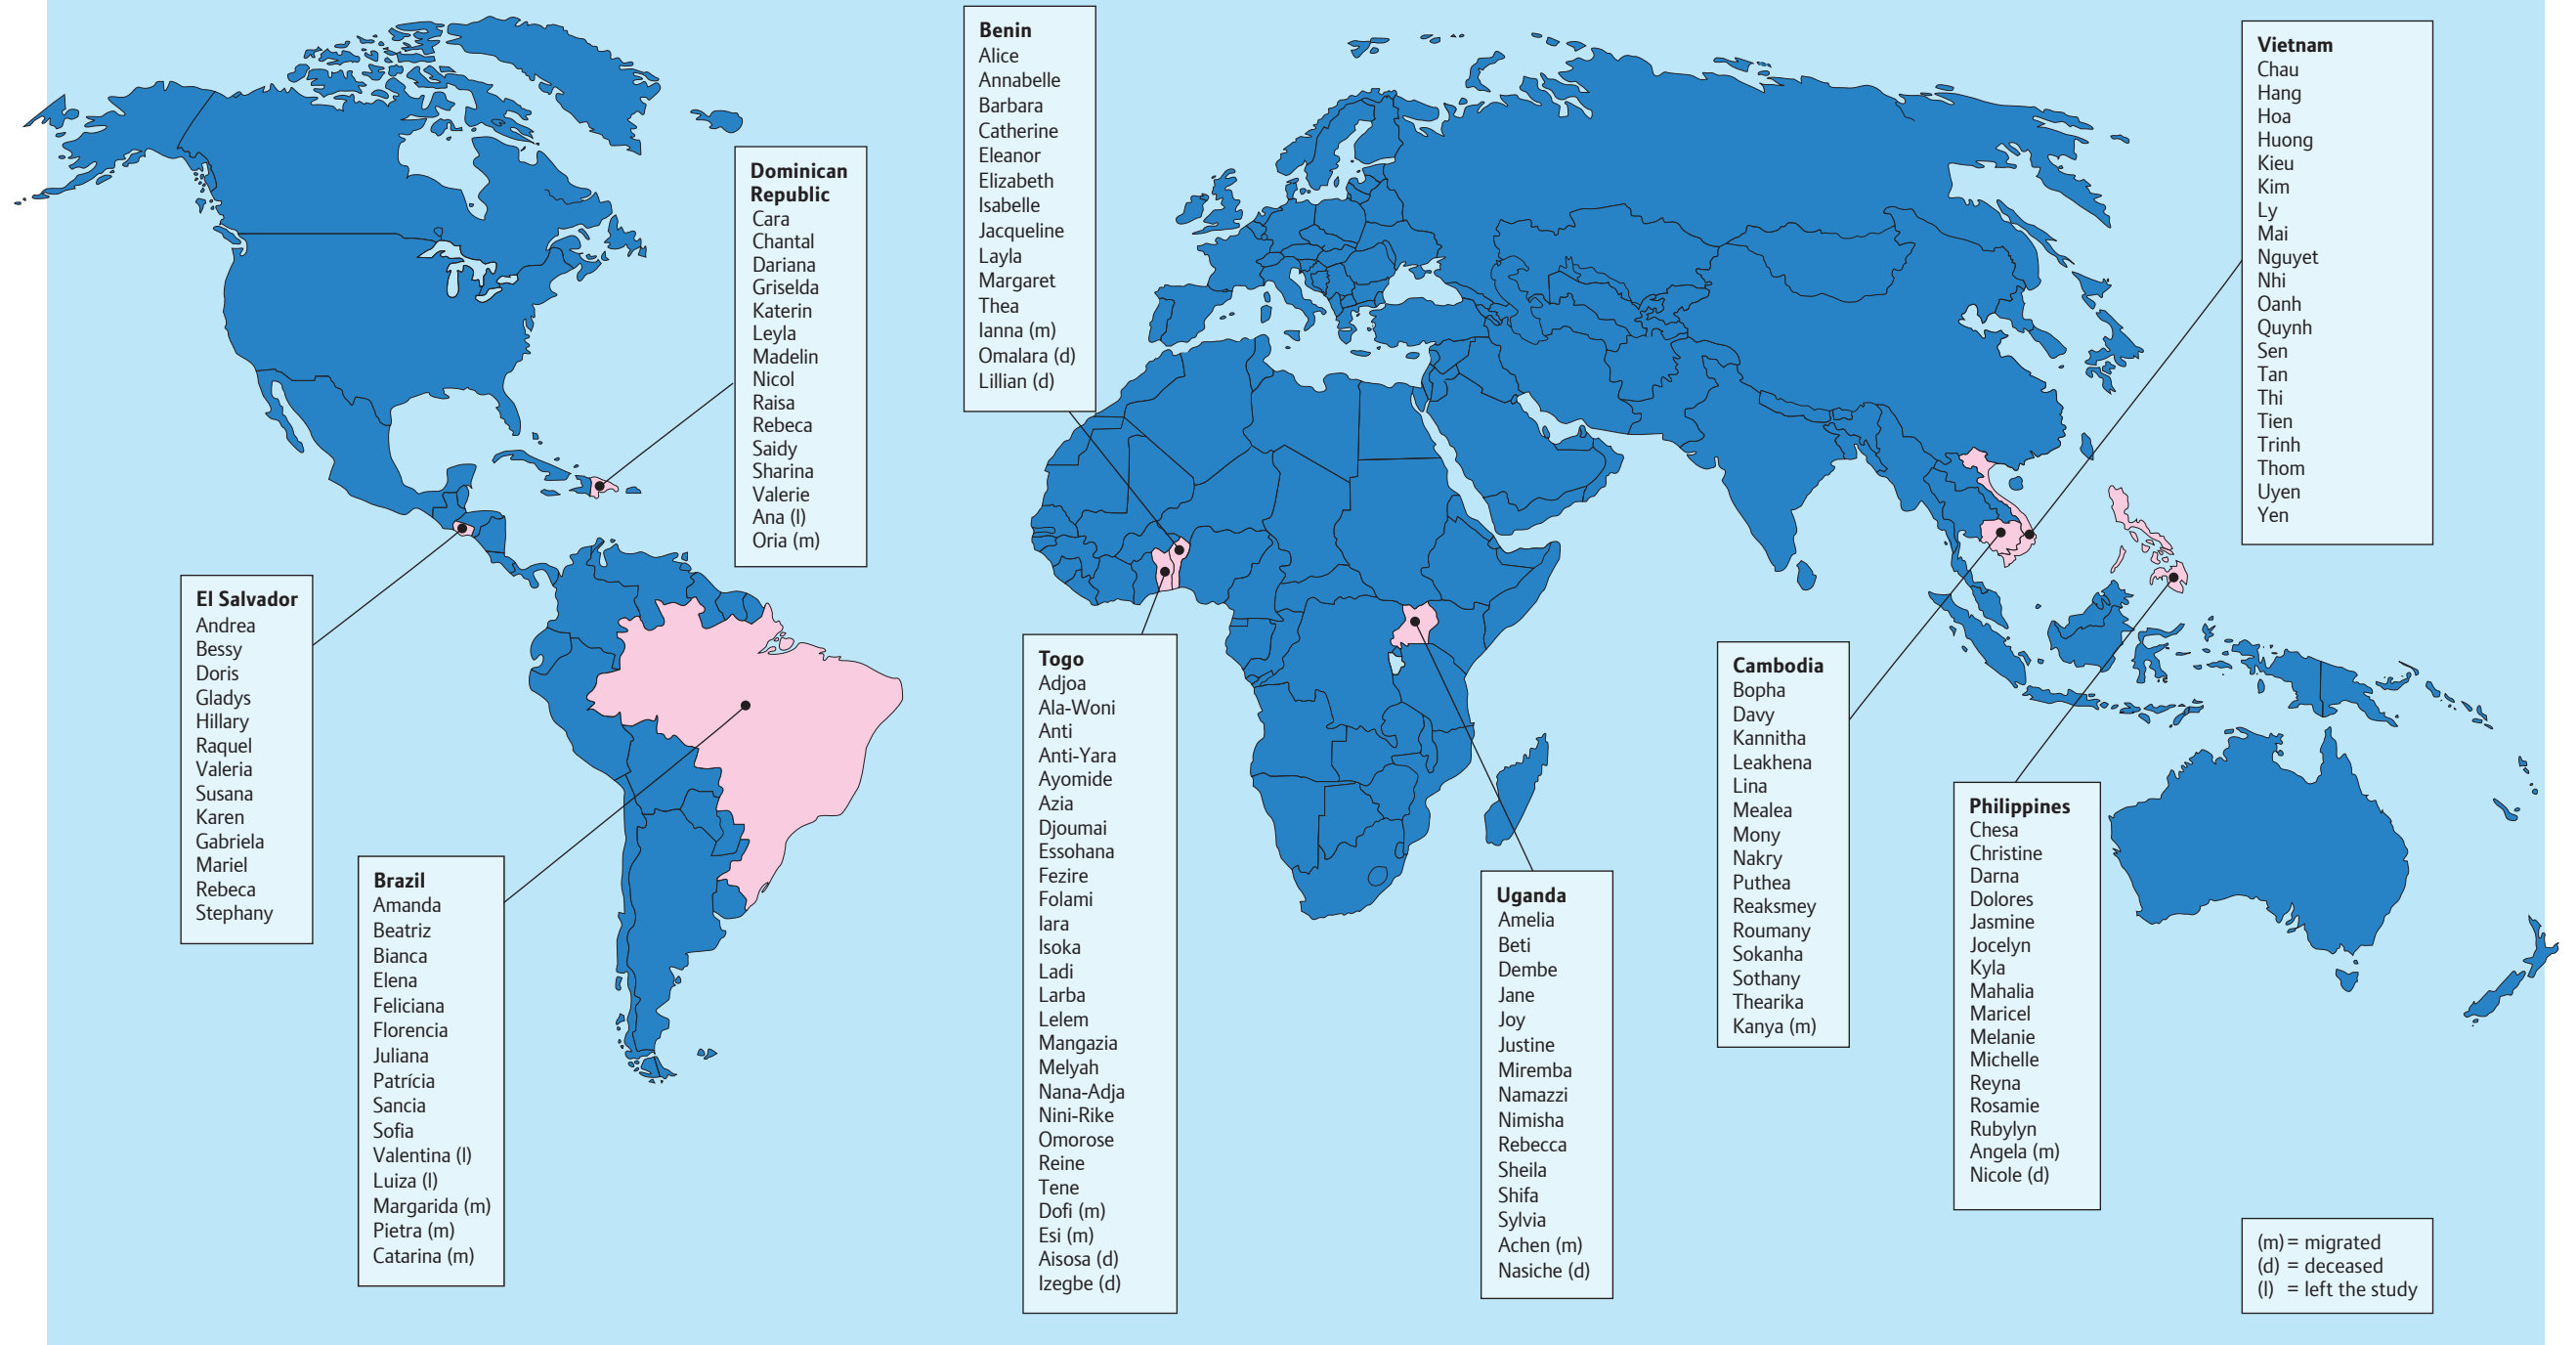 Benin
Alice
Annabelle
Barbara
Catherine
Eleanor
Elizabeth
Isabelle
Jacqueline
Layla
Margaret
Thea
Ianna (m)
Omalara (d)
Lillian (d)
Vietnam
Chau
Hang
Hoa
Huong
Kieu
Kim
Ly
Mai
Nguyet
Nhi
Oanh
Quynh
Sen
Tan
Thi
Tien
Trinh
Thom
Uyen
Yen
Dominican
Republic
Cara
Chantal
Dariana
Griselda
Katerin
Leyla
Madelin
Nicol
Raisa
Rebeca
Saidy
Sharina
Valerie
Ana (l)
Oria (m)
El Salvador
Andrea
Bessy
Doris
Gladys
Hillary
Raquel
Valeria
Susana
Karen
Gabriela
Mariel
Rebeca
Stephany
Brazil
Amanda
Beatriz
Bianca
Elena
Feliciana
Florencia
Juliana
Patrícia
Sancia
Sofia
Valentina (l)
Luiza (l)
Margarida (m)
Pietra (m)
Catarina (m)
Togo
Adjoa
Ala-Woni
Anti
Anti-Yara
Ayomide
Azia
Djoumai
Essohana
Fezire
Folami
Iara
Isoka
Ladi
Larba
Lelem
Mangazia
Melyah
Nana-Adja
Nini-Rike
Omorose
Reine
Tene
Dofi (m)
Esi (m)
Aisosa (d)
Izegbe (d)
Uganda
Amelia
Beti
Dembe
Jane
Joy
Justine
Miremba
Namazzi
Nimisha
Rebecca
Sheila
Shifa
Sylvia
Achen (m)
Nasiche (d)
Cambodia
Bopha
Davy
Kannitha
Leakhena
Lina
Mealea
Mony
Nakry
Puthea
Reaksmey
Roumany
Sokanha
Sothany
Thearika
Kanya (m)
Philippines
Chesa
Christine
Darna
Dolores
Jasmine
Jocelyn
Kyla
Mahalia
Maricel
Melanie
Michelle
Reyna
Rosamie
Rubylyn
Angela (m)
Nicole (d)
(m) = migrated
(d) = deceased
(l) = left the study